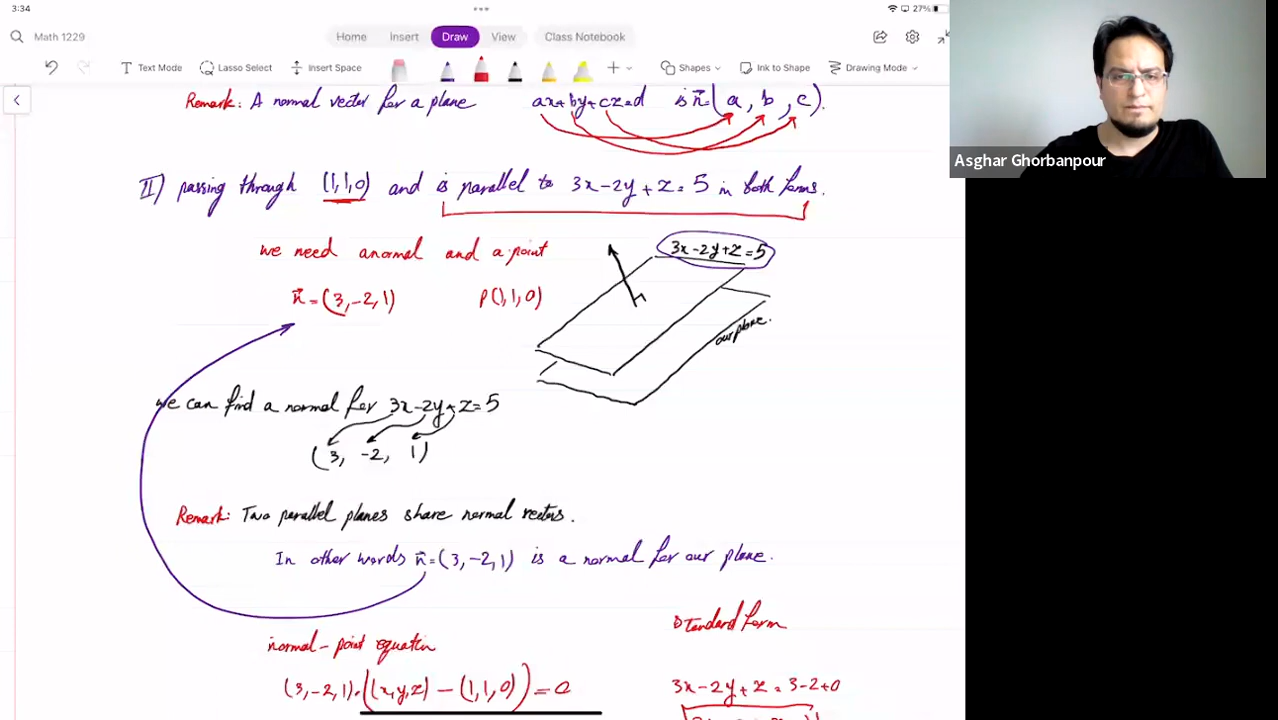 3:34
27%
Math 1229
Home Insert Draw View Class Notebook
Text Mode Lasso Select Insert Space Shapes Ink to Shape Drawing Mode
Asghar Ghorbanpour
Remark: A normal vector for a plane ax+by+cz=d is n⃗=(a, b, c).
II) passing through (1,1,0) and is parallel to 3x-2y+z=5 in both forms.
we need a normal and a point
3x-2y+z=5
n⃗=(3,-2,1) P(1,1,0)
our plane.
we can find a normal for 3x-2y+z=5
(3, -2, 1)
Remark: Two parallel planes share normal vectors.
In other words n⃗=(3,-2,1) is a normal for our plane.
Standard form
normal-point equation
(3,-2,1)•((x,y,z)-(1,1,0))=0
3x-2y+z=3-2+0